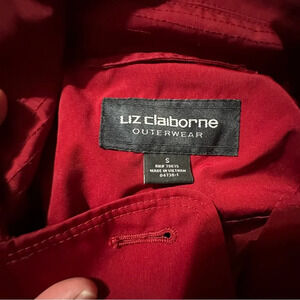 LIZ Claiborne
OUTERWEAR
S
MADE IN VIETNAM